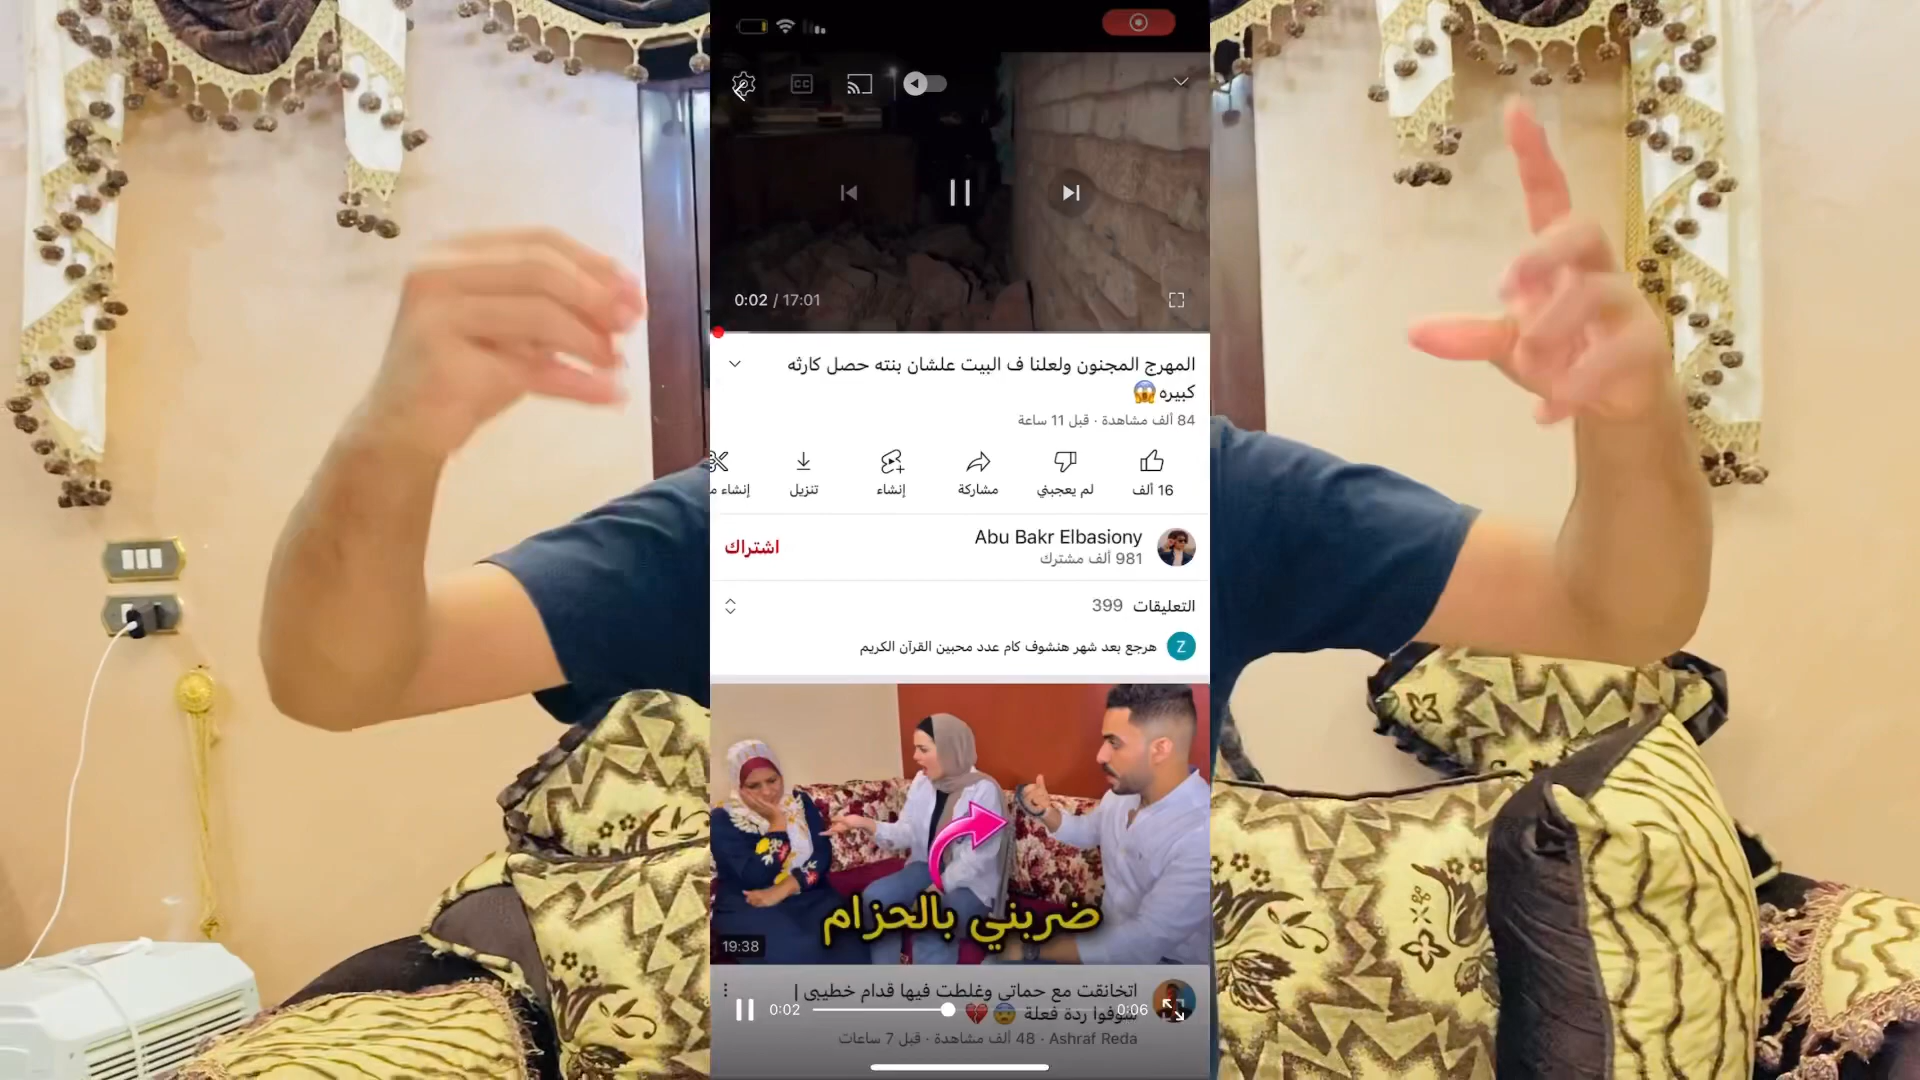 CC
0:02 / 17:01
المهرج المجنون ولعلنا ف البيت علشان بنته حصل كارثه
كبيره😱
84 ألف مشاهدة · قبل 11 ساعة
16 ألف
لم يعجبني
مشاركة
إنشاء
تنزيل
إنشاء م
Abu Bakr Elbasiony
981 ألف مشترك
اشتراك
التعليقات 399
Z
هرجع بعد شهر هنشوف كام عدد محبين القرآن الكريم
ضربني بالحزام
19:38
اتخانقت مع حماتي وغلطت فيها قدام خطيبي |
شوفوا ردة فعلة 😨💔
0:02
0:06
Ashraf Reda · 48 ألف مشاهدة · قبل 7 ساعات